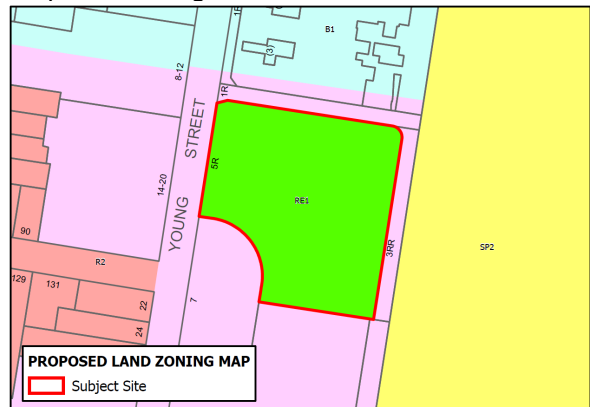 B1
1R
(3)
8-12
1R
YOUNG STREET
5R
14-20
RE1
3RR
SP2
90
R2
129
131
22
24
7
PROPOSED LAND ZONING MAP
Subject Site